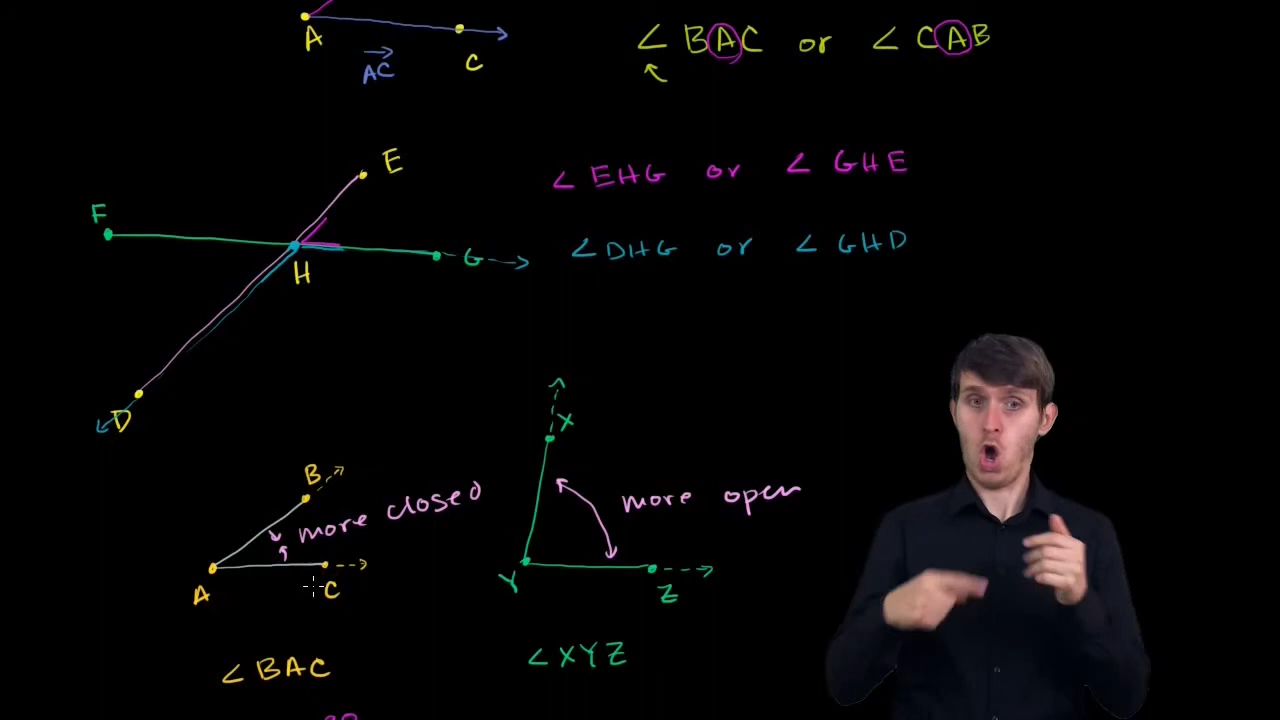 ∠ BAC or ∠ CAB
A
C
AC
E
∠ EHG or ∠ GHE
F
G
H
∠DHG or ∠ GHD
D
X
B
more closed
more open
A
C
Y
Z
∠BAC
∠XYZ